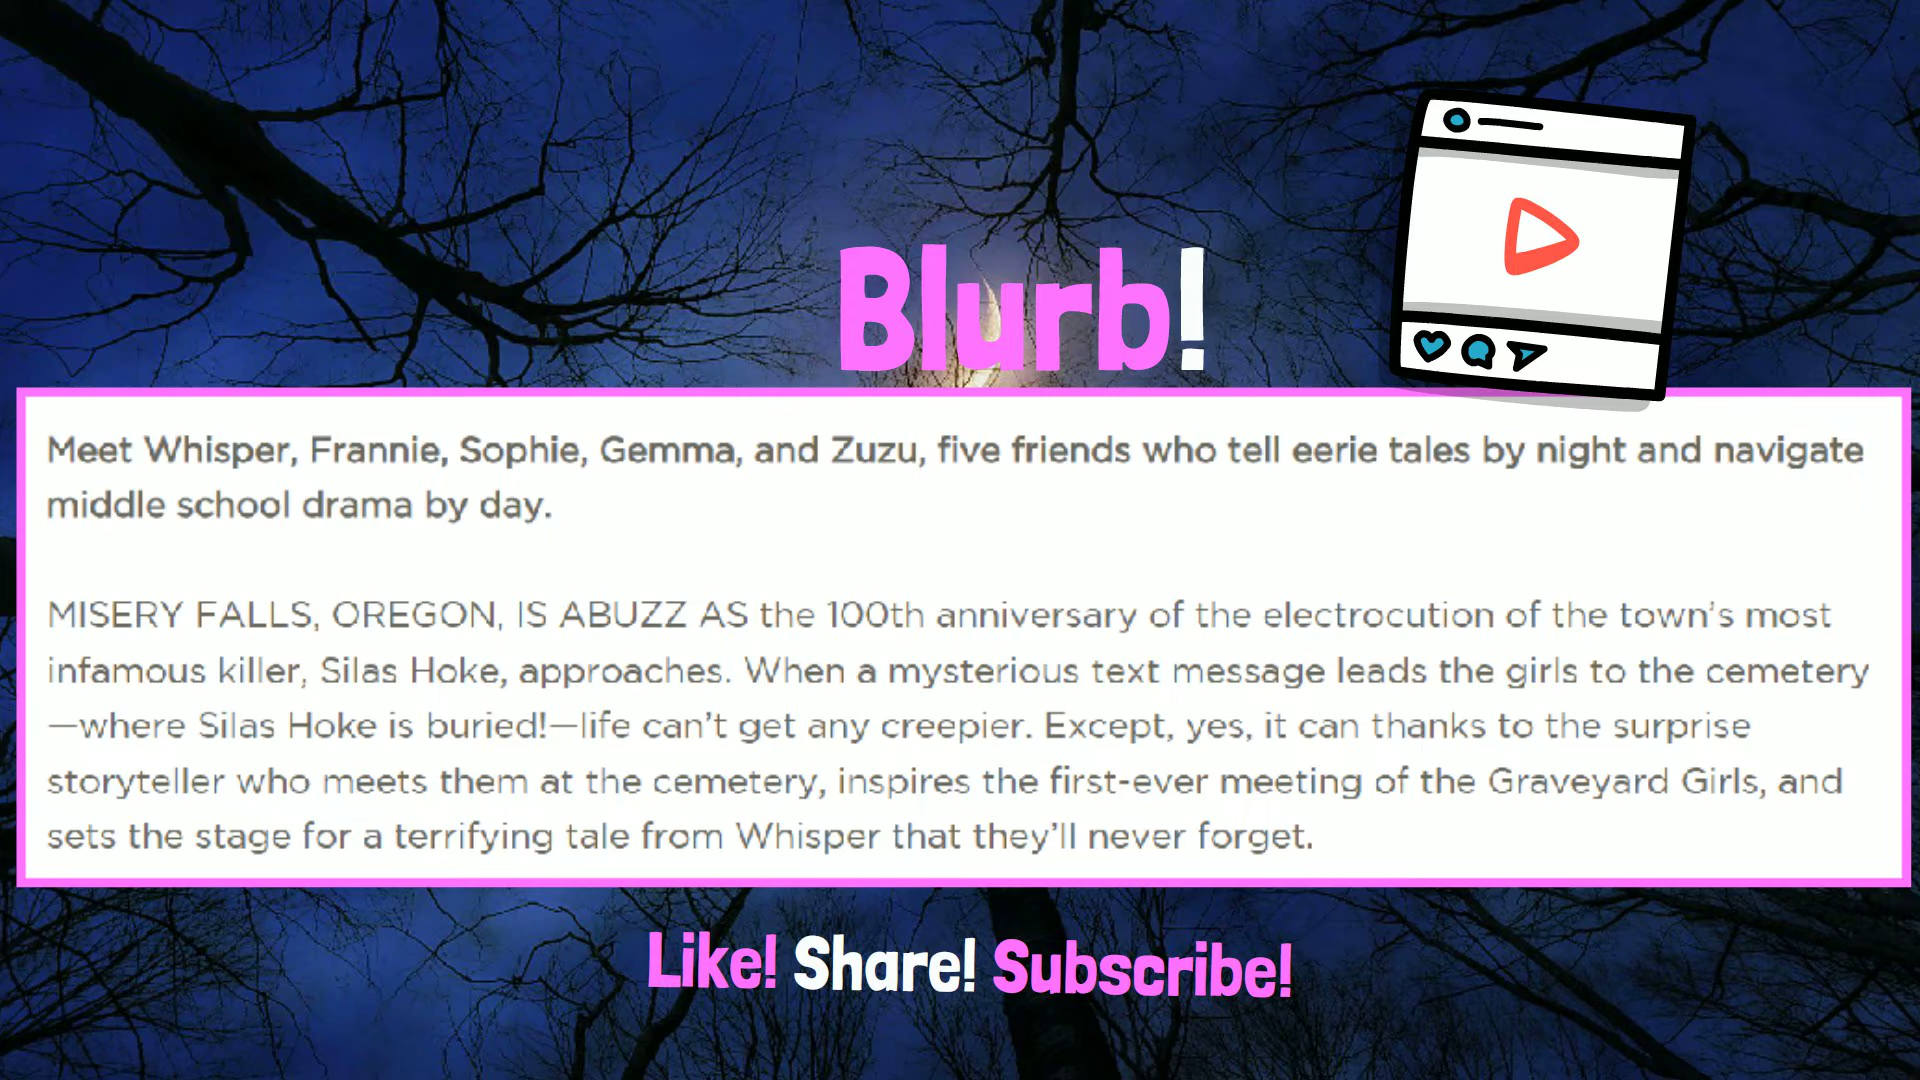 Blurb!
Meet Whisper, Frannie, Sophie, Gemma, and Zuzu, five friends who tell eerie tales by night and navigate
middle school drama by day.
MISERY FALLS, OREGON, IS ABUZZ AS the 100th anniversary of the electrocution of the town's most
infamous killer, Silas Hoke, approaches. When a mysterious text message leads the girls to the cemetery
—where Silas Hoke is buried!—life can't get any creepier. Except, yes, it can thanks to the surprise
storyteller who meets them at the cemetery, inspires the first-ever meeting of the Graveyard Girls, and
sets the stage for a terrifying tale from Whisper that they'll never forget.
Like! Share! Subscribe!